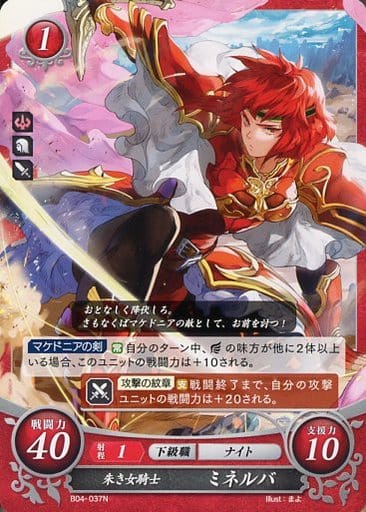 1
おとなしく降伏しろ。
さもなくばマケドニアの敵として、お前を討つ！
マケドニアの剣 常 自分のターン中、の味方が他に2体以上
いる場合、このユニットの戦闘力は+10される。
攻撃の紋章 支 戦闘終了まで、自分の攻撃
ユニットの戦闘力は+20される。
戦闘力 40
射程 1 下級職 ナイト
支援力 10
朱き女騎士 ミネルバ
B04-037N
Illust：まよ